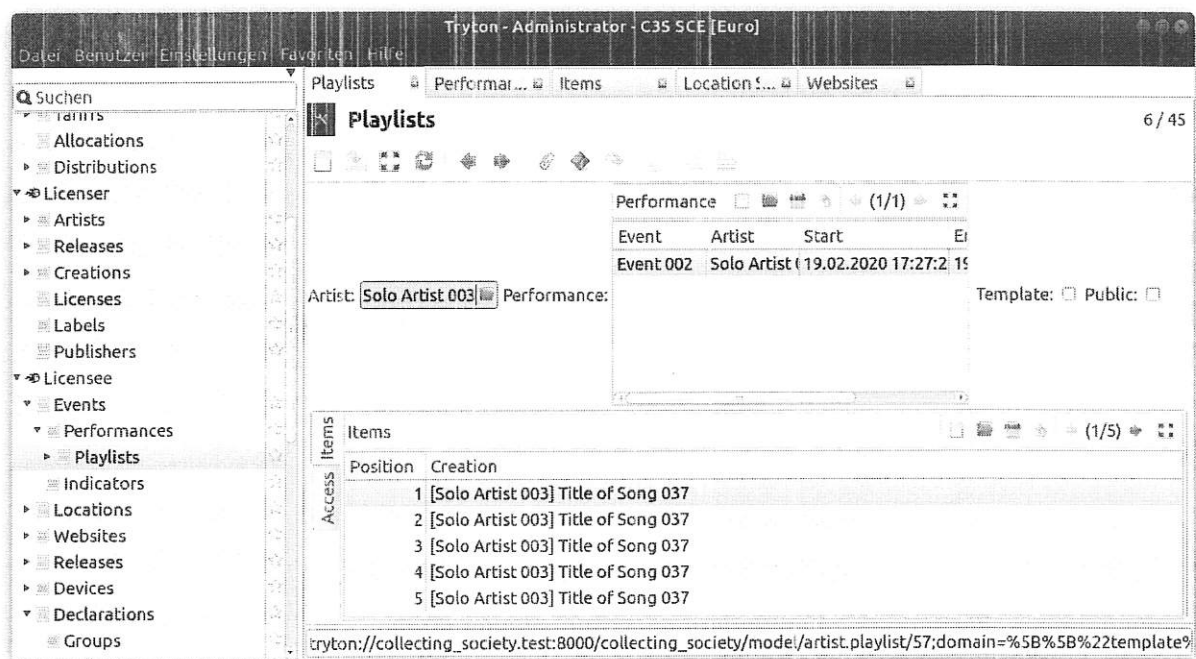 Tryton - Administrator - C3S SCE [Euro]
Datei Benutzer Einstellungen Favoriten Hilfe
Suchen
Tariffs
Allocations
Distributions
Licenser
Artists
Releases
Creations
Licenses
Labels
Publishers
Licensee
Events
Performances
Playlists
Indicators
Locations
Websites
Releases
Devices
Declarations
Groups
Playlists Performan... Items Location S... Websites
Playlists 6 / 45
Performance (1/1)
Event Artist Start
Event 002 Solo Artist 19.02.2020 17:27:2 19
Artist: Solo Artist 003 Performance:
Template: Public:
Items
Access
Items (1/5)
Position Creation
1 [Solo Artist 003] Title of Song 037
2 [Solo Artist 003] Title of Song 037
3 [Solo Artist 003] Title of Song 037
4 [Solo Artist 003] Title of Song 037
5 [Solo Artist 003] Title of Song 037
tryton://collecting_society.test:8000/collecting_society/model/artist.playlist/57;domain=%5B%5B%22template%